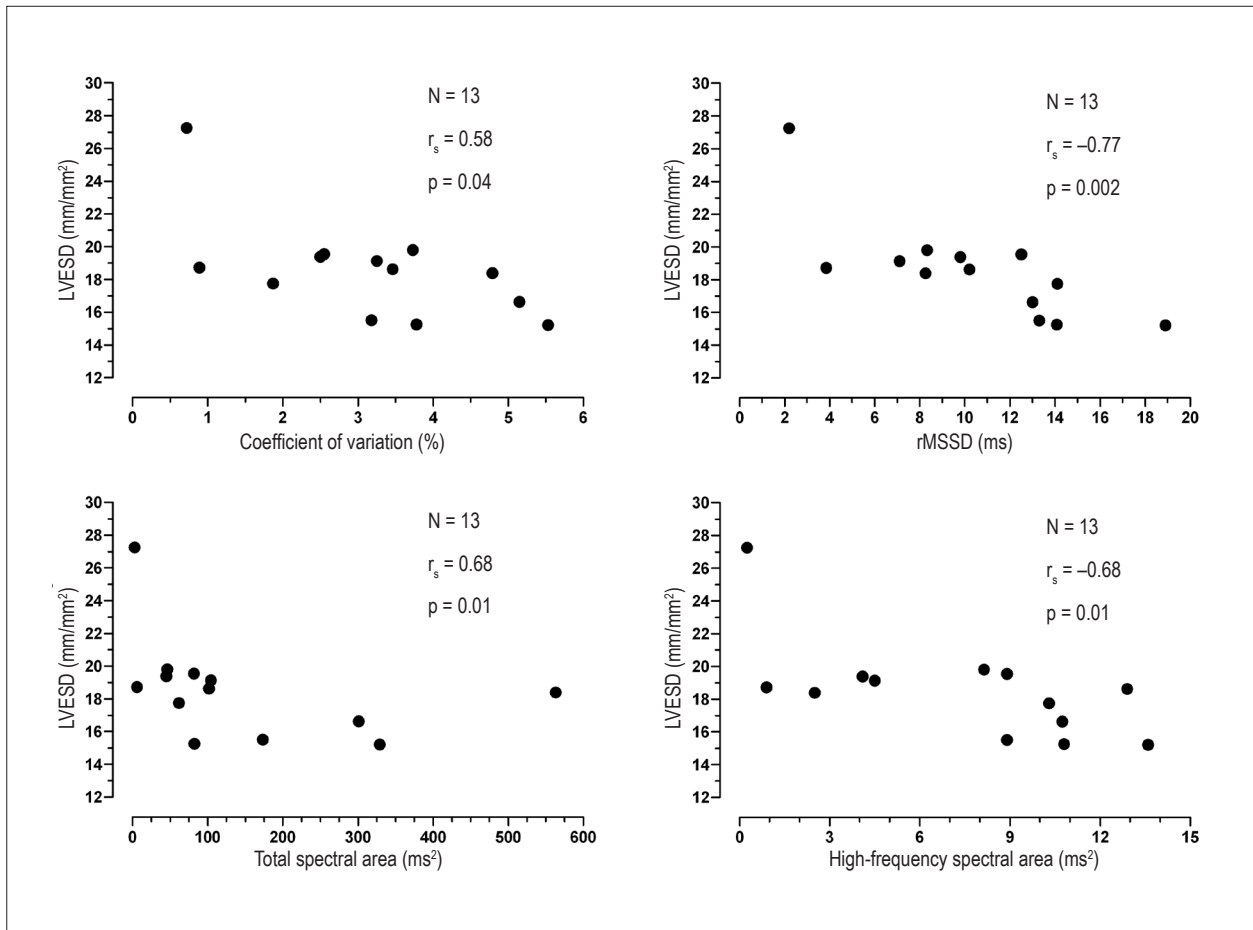 30
28
26
24
22
20
18
16
14
12
LVESD (mm/mm²)
N = 13
rₛ = 0.58
p = 0.04
0 1 2 3 4 5 6
Coefficient of variation (%)
30
28
26
24
22
20
18
16
14
12
LVESD (mm/mm²)
N = 13
rₛ = –0.77
p = 0.002
0 2 4 6 8 10 12 14 16 18 20
rMSSD (ms)
30
28
26
24
22
20
18
16
14
12
LVESD (mm/mm²)
N = 13
rₛ = 0.68
p = 0.01
0 100 200 300 400 500 600
Total spectral area (ms²)
30
28
26
24
22
20
18
16
14
12
LVESD (mm/mm²)
N = 13
rₛ = –0.68
p = 0.01
0 3 6 9 12 15
High-frequency spectral area (ms²)